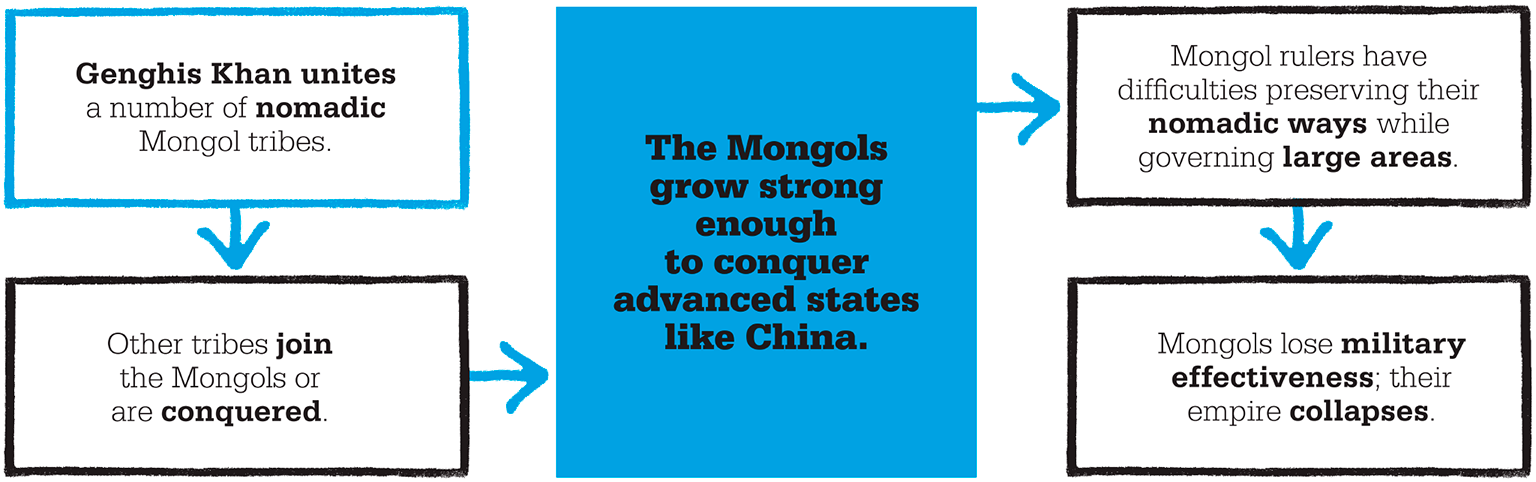 Genghis Khan unites
a number of nomadic
Mongol tribes.
Other tribes join
the Mongols or
are conquered.
The Mongols
grow strong
enough
to conquer
advanced states
like China.
Mongol rulers have
difficulties preserving their
nomadic ways while
governing large areas.
Mongols lose military
effectiveness; their
empire collapses.